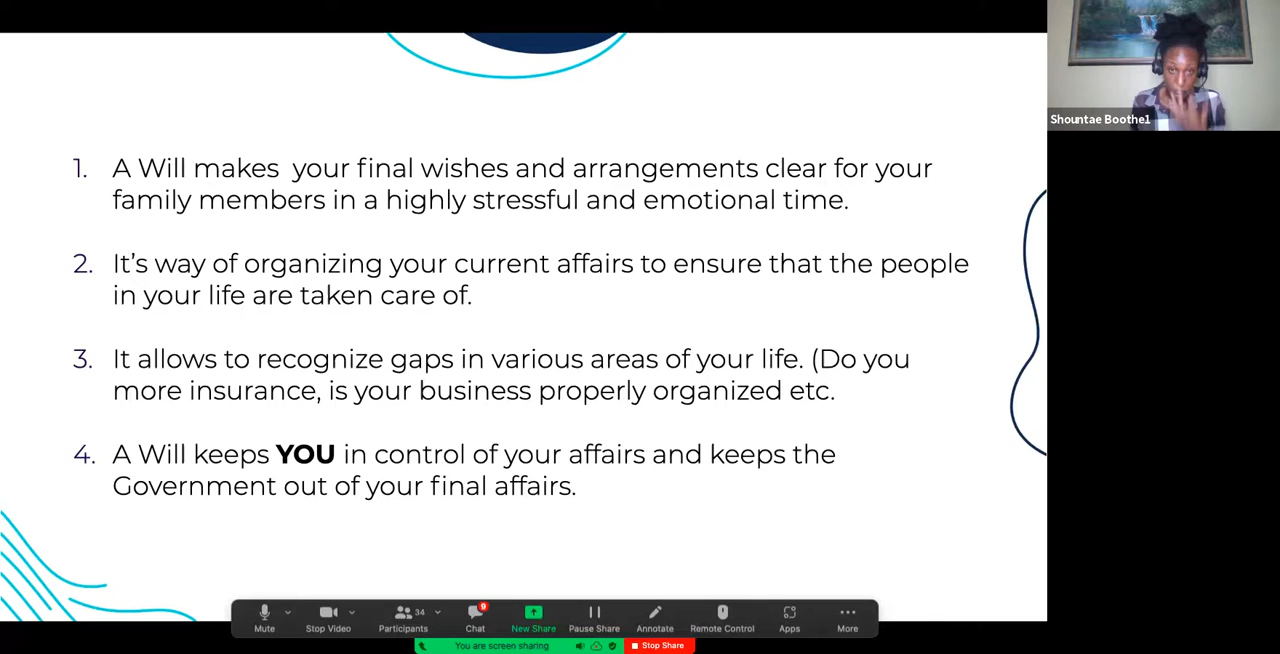 Shountae Boothe1
1. A Will makes your final wishes and arrangements clear for your
family members in a highly stressful and emotional time.
2. It's way of organizing your current affairs to ensure that the people
in your life are taken care of.
3. It allows to recognize gaps in various areas of your life. (Do you
more insurance, is your business properly organized etc.
4. A Will keeps YOU in control of your affairs and keeps the
Government out of your final affairs.
34
9
Mute Stop Video Participants Chat New Share Pause Share Annotate Remote Control Apps More
You are screen sharing Stop Share